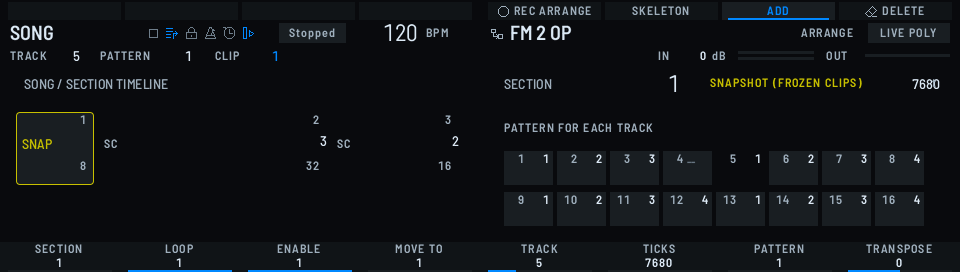 REC ARRANGE SKELETON ADD DELETE
SONG Stopped 120 BPM FM 2 OP ARRANGE LIVE POLY
TRACK 5 PATTERN 1 CLIP 1 IN 0 dB OUT
SONG / SECTION TIMELINE SECTION 1 SNAPSHOT (FROZEN CLIPS) 7680
1 2 3
SNAP SC 3 SC 2
8 32 16
PATTERN FOR EACH TRACK
1 1 2 2 3 3 4 _ 5 1 6 2 7 3 8 4
9 1 10 2 11 3 12 4 13 1 14 2 15 3 16 4
SECTION LOOP ENABLE MOVE TO TRACK TICKS PATTERN TRANSPOSE
1 1 1 1 5 7680 1 0